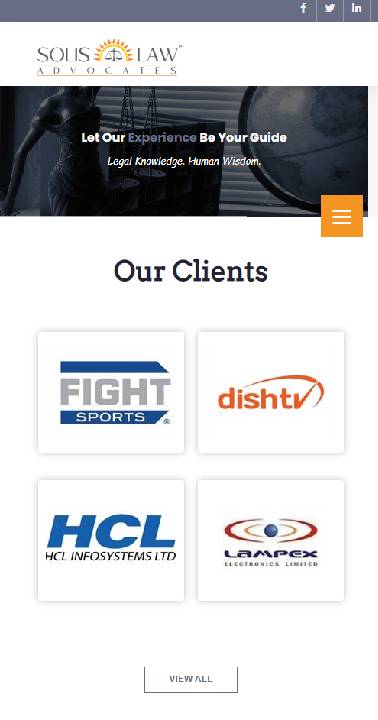 SOLIS LAW
ADVOCATES
Let Our Experience Be Your Guide
Legal Knowledge. Human Wisdom.
Our Clients
FIGHT
SPORTS ®
dishtv
HCL
HCL INFOSYSTEMS LTD
LAMPEX
ELECTRONICS LIMITED
VIEW ALL